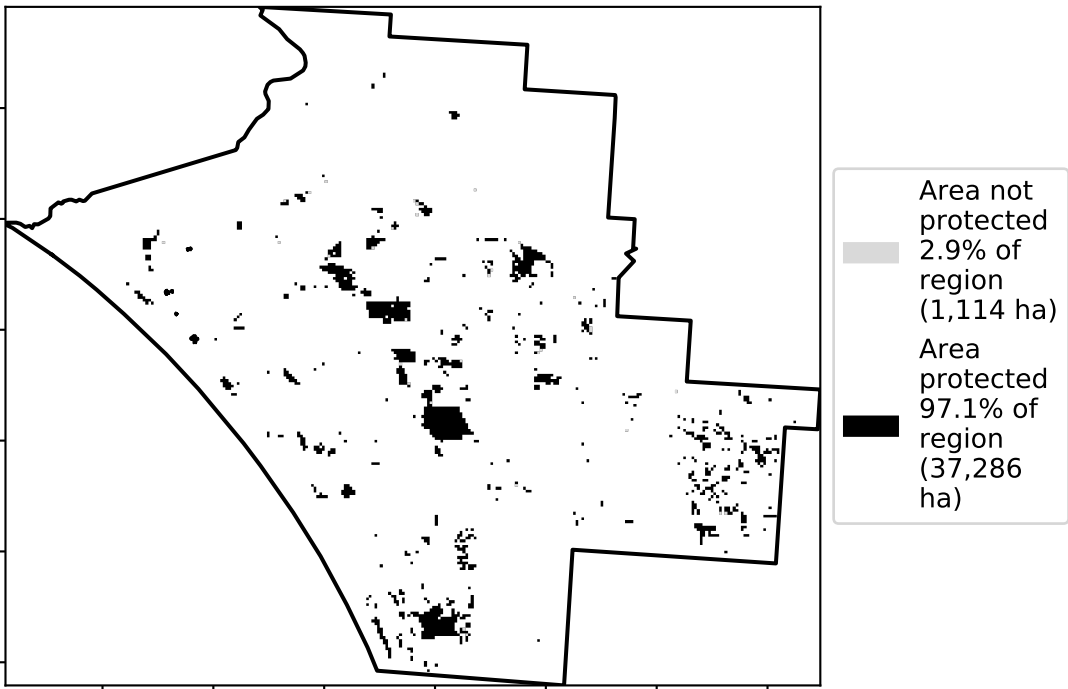 Area not
protected
2.9% of
region
(1,114 ha)
Area
protected
97.1% of
region
(37,286
ha)